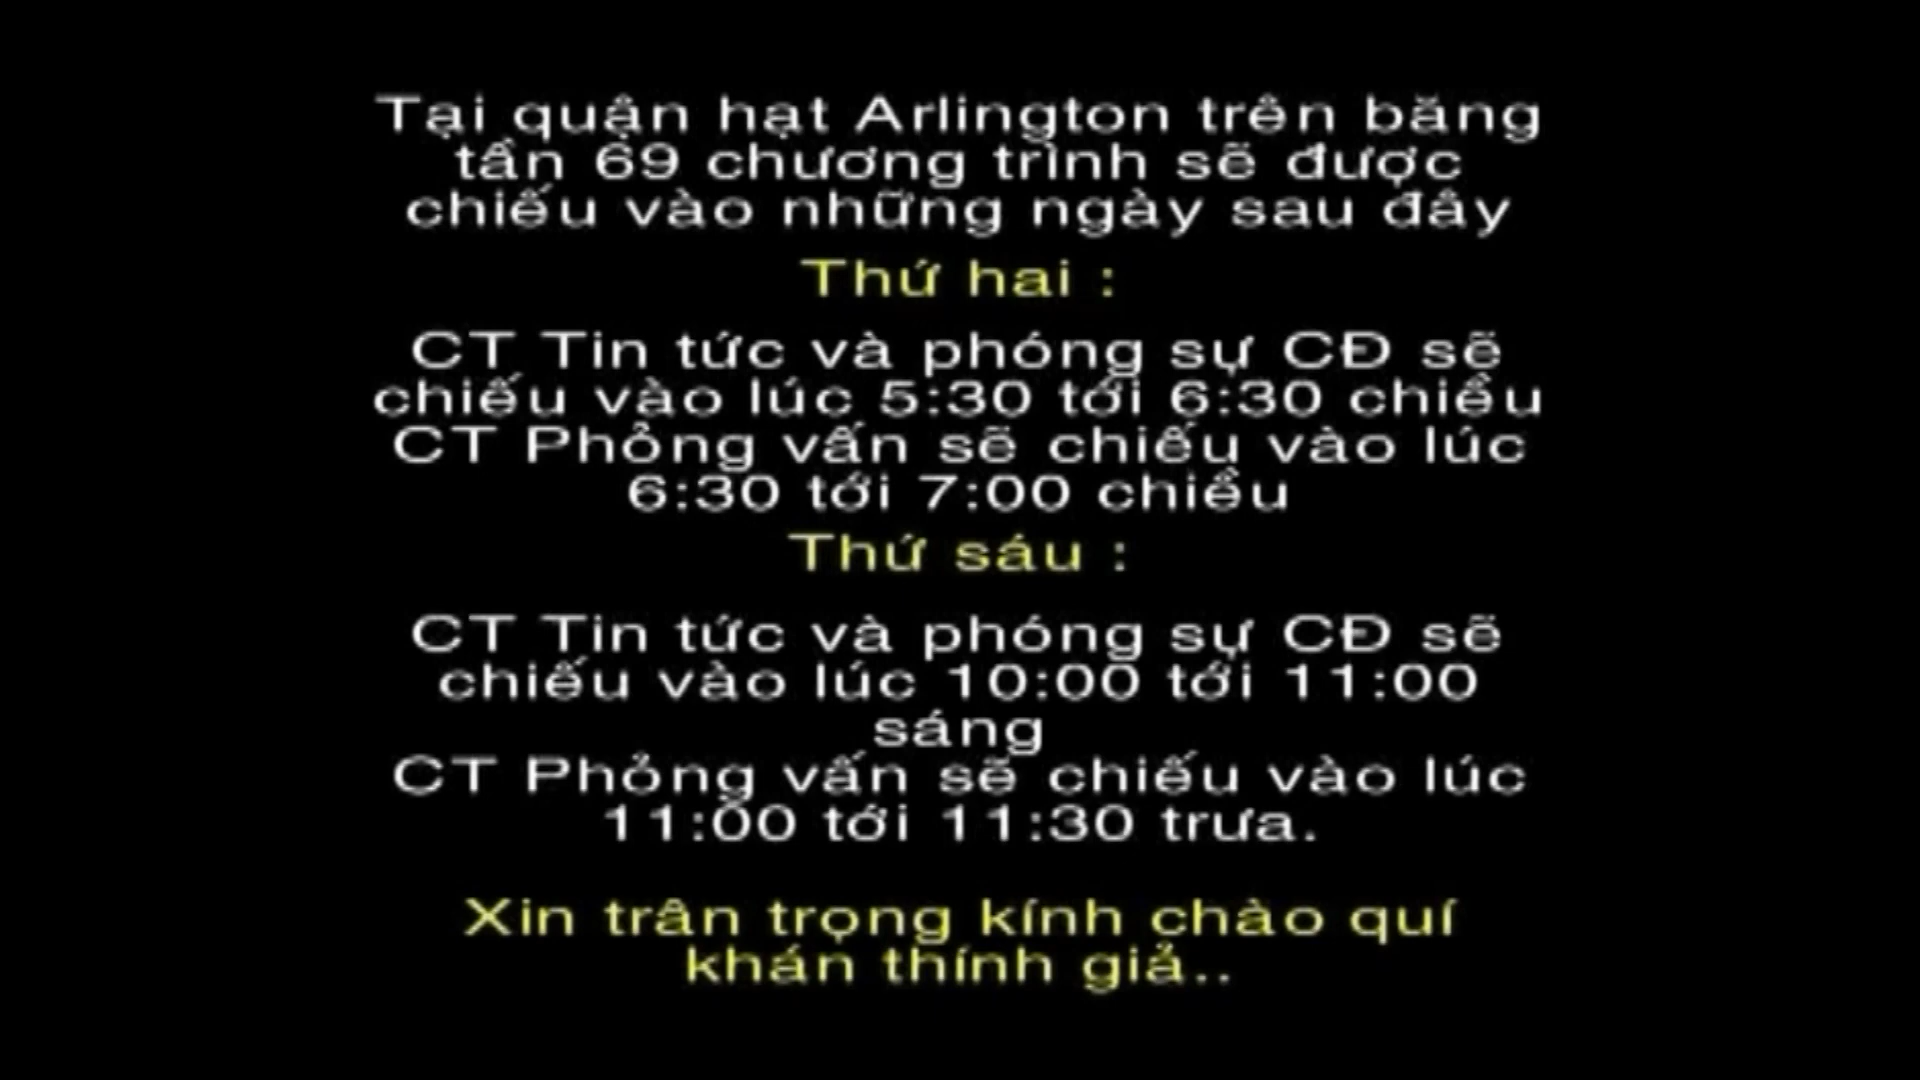 Tại quận hạt Arlington trên băng
tần 69 chương trình sẽ được
chiếu vào những ngày sau đây
Thứ hai :
CT Tin tức và phóng sự CĐ sẽ
chiếu vào lúc 5:30 tới 6:30 chiều
CT Phỏng vấn sẽ chiếu vào lúc
6:30 tới 7:00 chiều
Thứ sáu :
CT Tin tức và phóng sự CĐ sẽ
chiếu vào lúc 10:00 tới 11:00
sáng
CT Phỏng vấn sẽ chiếu vào lúc
11:00 tới 11:30 trưa.
Xin trân trọng kính chào quí
khán thính giả..